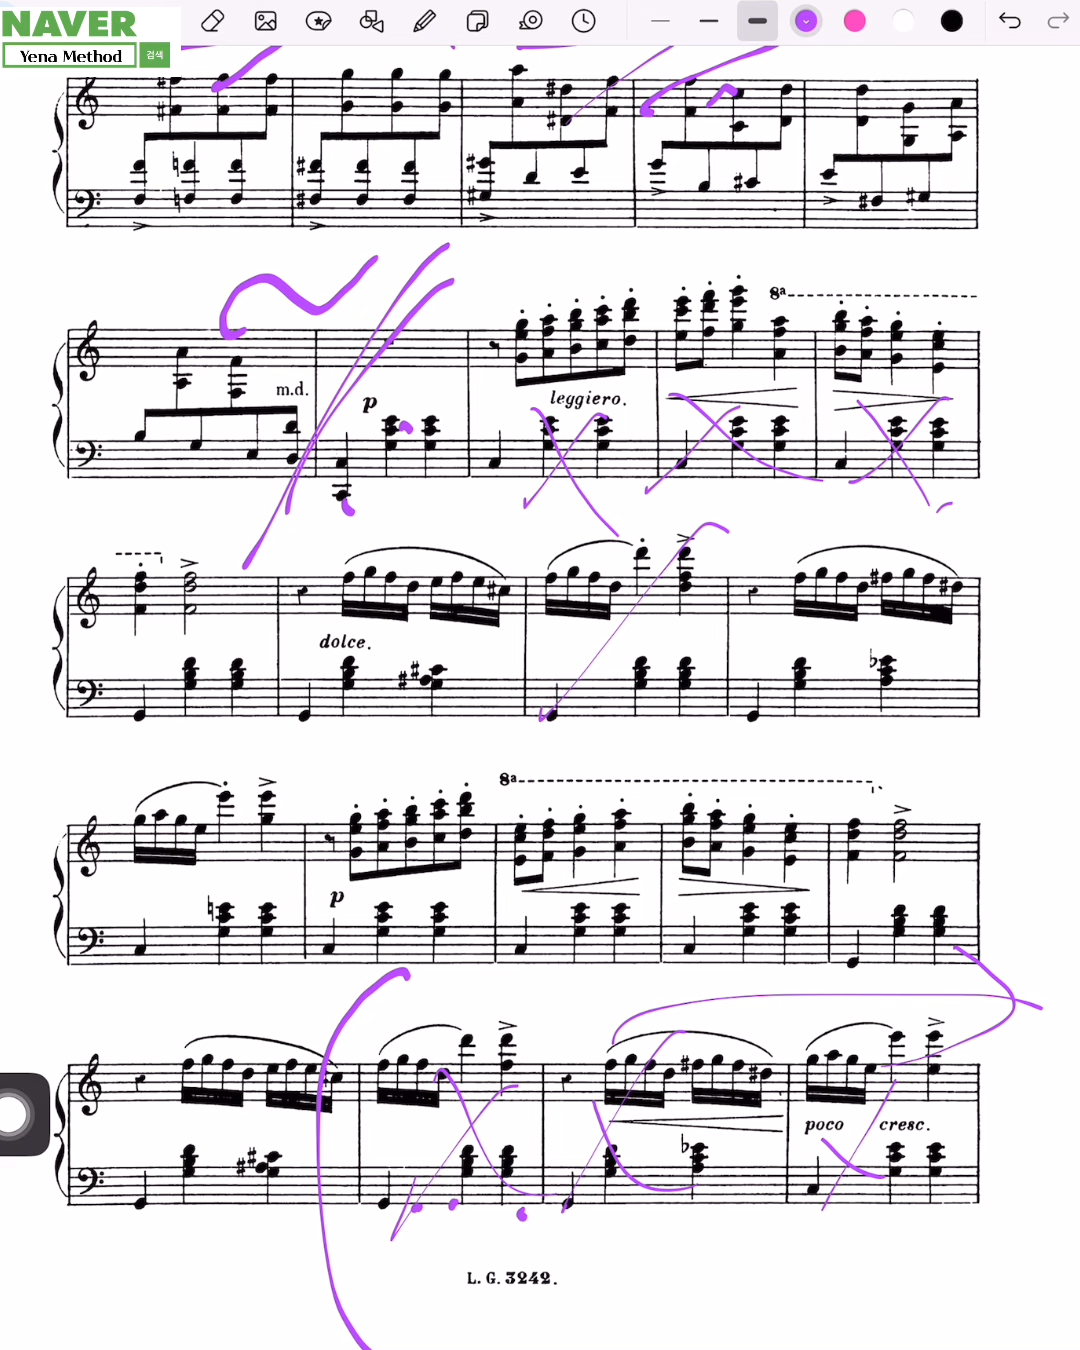 NAVER
Yena Method 검색
m.d.
p
leggiero.
8ª
dolce.
8ª
p
poco cresc.
L. G. 3242.